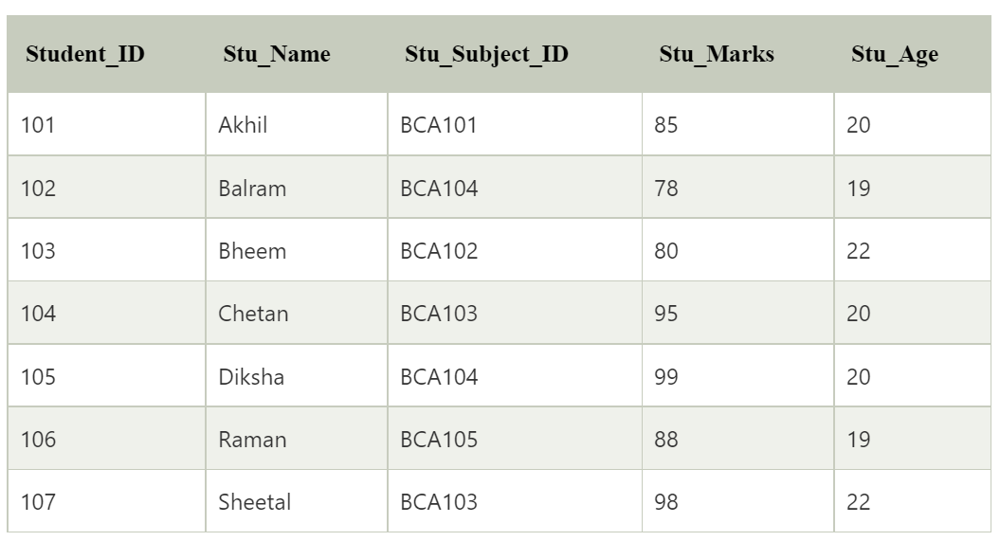 Student_ID Stu_Name Stu_Subject_ID Stu_Marks Stu_Age
101 Akhil BCA101 85 20
102 Balram BCA104 78 19
103 Bheem BCA102 80 22
104 Chetan BCA103 95 20
105 Diksha BCA104 99 20
106 Raman BCA105 88 19
107 Sheetal BCA103 98 22